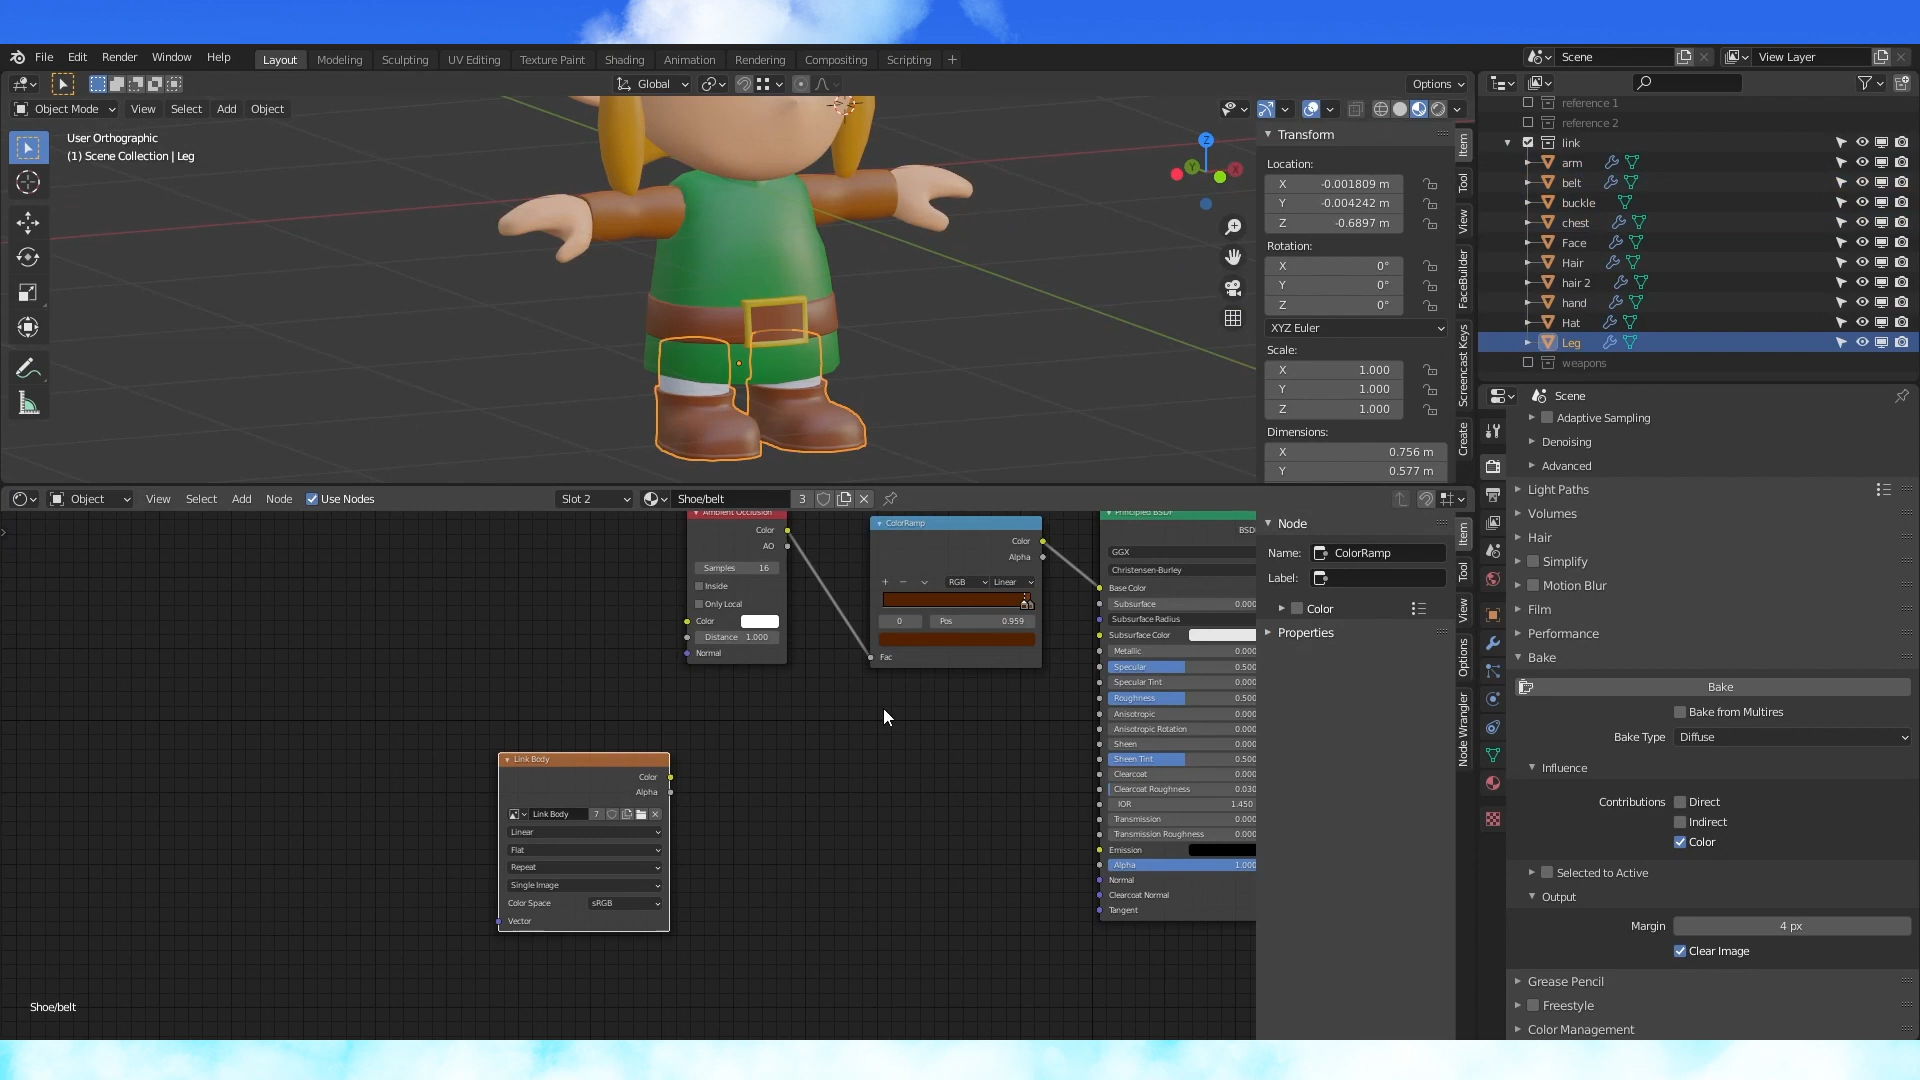 File Edit Render Window Help Layout Modeling Sculpting UV Editing Texture Paint Shading Animation Rendering Compositing Scripting + Scene View Layer
Global Options
Object Mode View Select Add Object
User Orthographic
(1) Scene Collection | Leg
Transform
Location:
X -0.001809 m
Y -0.004242 m
Z -0.6897 m
Rotation:
X 0°
Y 0°
Z 0°
XYZ Euler
Scale:
X 1.000
Y 1.000
Z 1.000
Dimensions:
X 0.756 m
Y 0.577 m
Item
Tool
View
FaceBuilder
Screencast Keys
Create
Z
Y
reference 1
reference 2
link
arm
belt
buckle
chest
Face
Hair
hair 2
hand
Hat
Leg
weapons
Object View Select Add Node Use Nodes Slot 2 Shoe/belt 3
Ambient Occlusion
Color
AO
Samples 16
Inside
Only Local
Color
Distance 1.000
Normal
ColorRamp
Color
Alpha
+ − RGB Linear
0 Pos 0.959
Fac
Principled BSDF
BSD
GGX
Christensen-Burley
Base Color
Subsurface 0.000
Subsurface Radius
Subsurface Color
Metallic 0.000
Specular 0.500
Specular Tint 0.000
Roughness 0.500
Anisotropic 0.000
Anisotropic Rotation 0.000
Sheen 0.000
Sheen Tint 0.500
Clearcoat 0.000
Clearcoat Roughness 0.030
IOR 1.450
Transmission 0.000
Transmission Roughness 0.000
Emission
Alpha 1.000
Normal
Clearcoat Normal
Tangent
Link Body
Color
Alpha
Link Body 7
Linear
Flat
Repeat
Single Image
Color Space sRGB
Vector
Shoe/belt
Node
Name: ColorRamp
Label:
Color
Properties
Item
Tool
View
Options
Node Wrangler
Scene
Adaptive Sampling
Denoising
Advanced
Light Paths
Volumes
Hair
Simplify
Motion Blur
Film
Performance
Bake
Bake
Bake from Multires
Bake Type Diffuse
Influence
Contributions Direct
Indirect
Color
Selected to Active
Output
Margin 4 px
Clear Image
Grease Pencil
Freestyle
Color Management